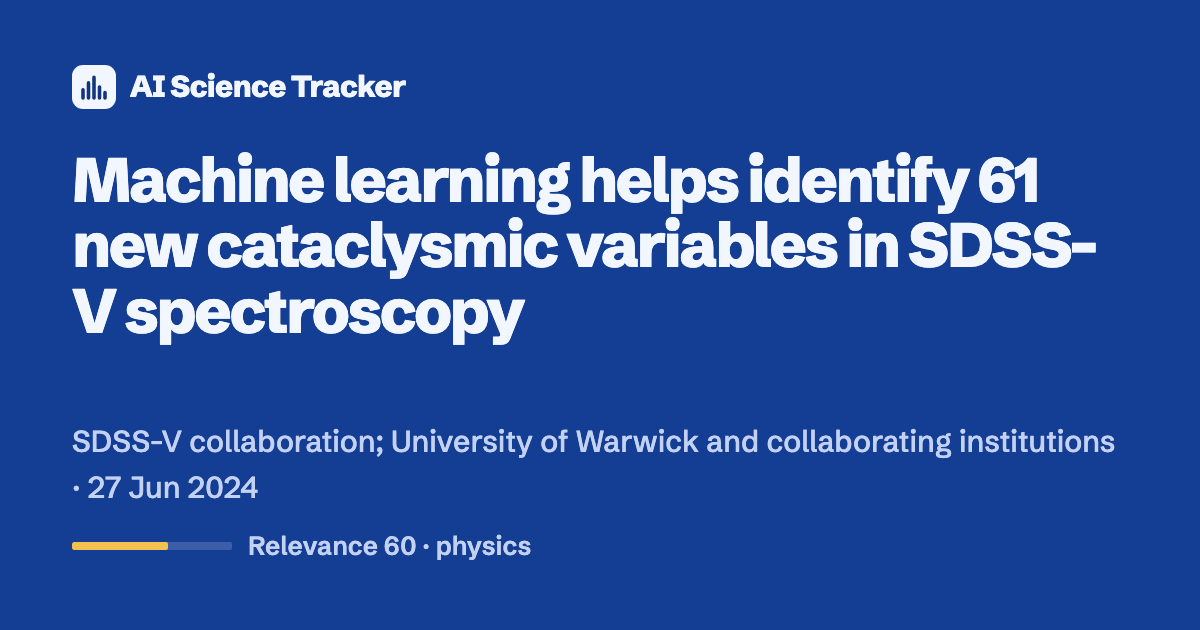 AI Science Tracker
Machine learning helps identify 61
new cataclysmic variables in SDSS-
V spectroscopy
SDSS-V collaboration; University of Warwick and collaborating institutions
· 27 Jun 2024
Relevance 60 · physics